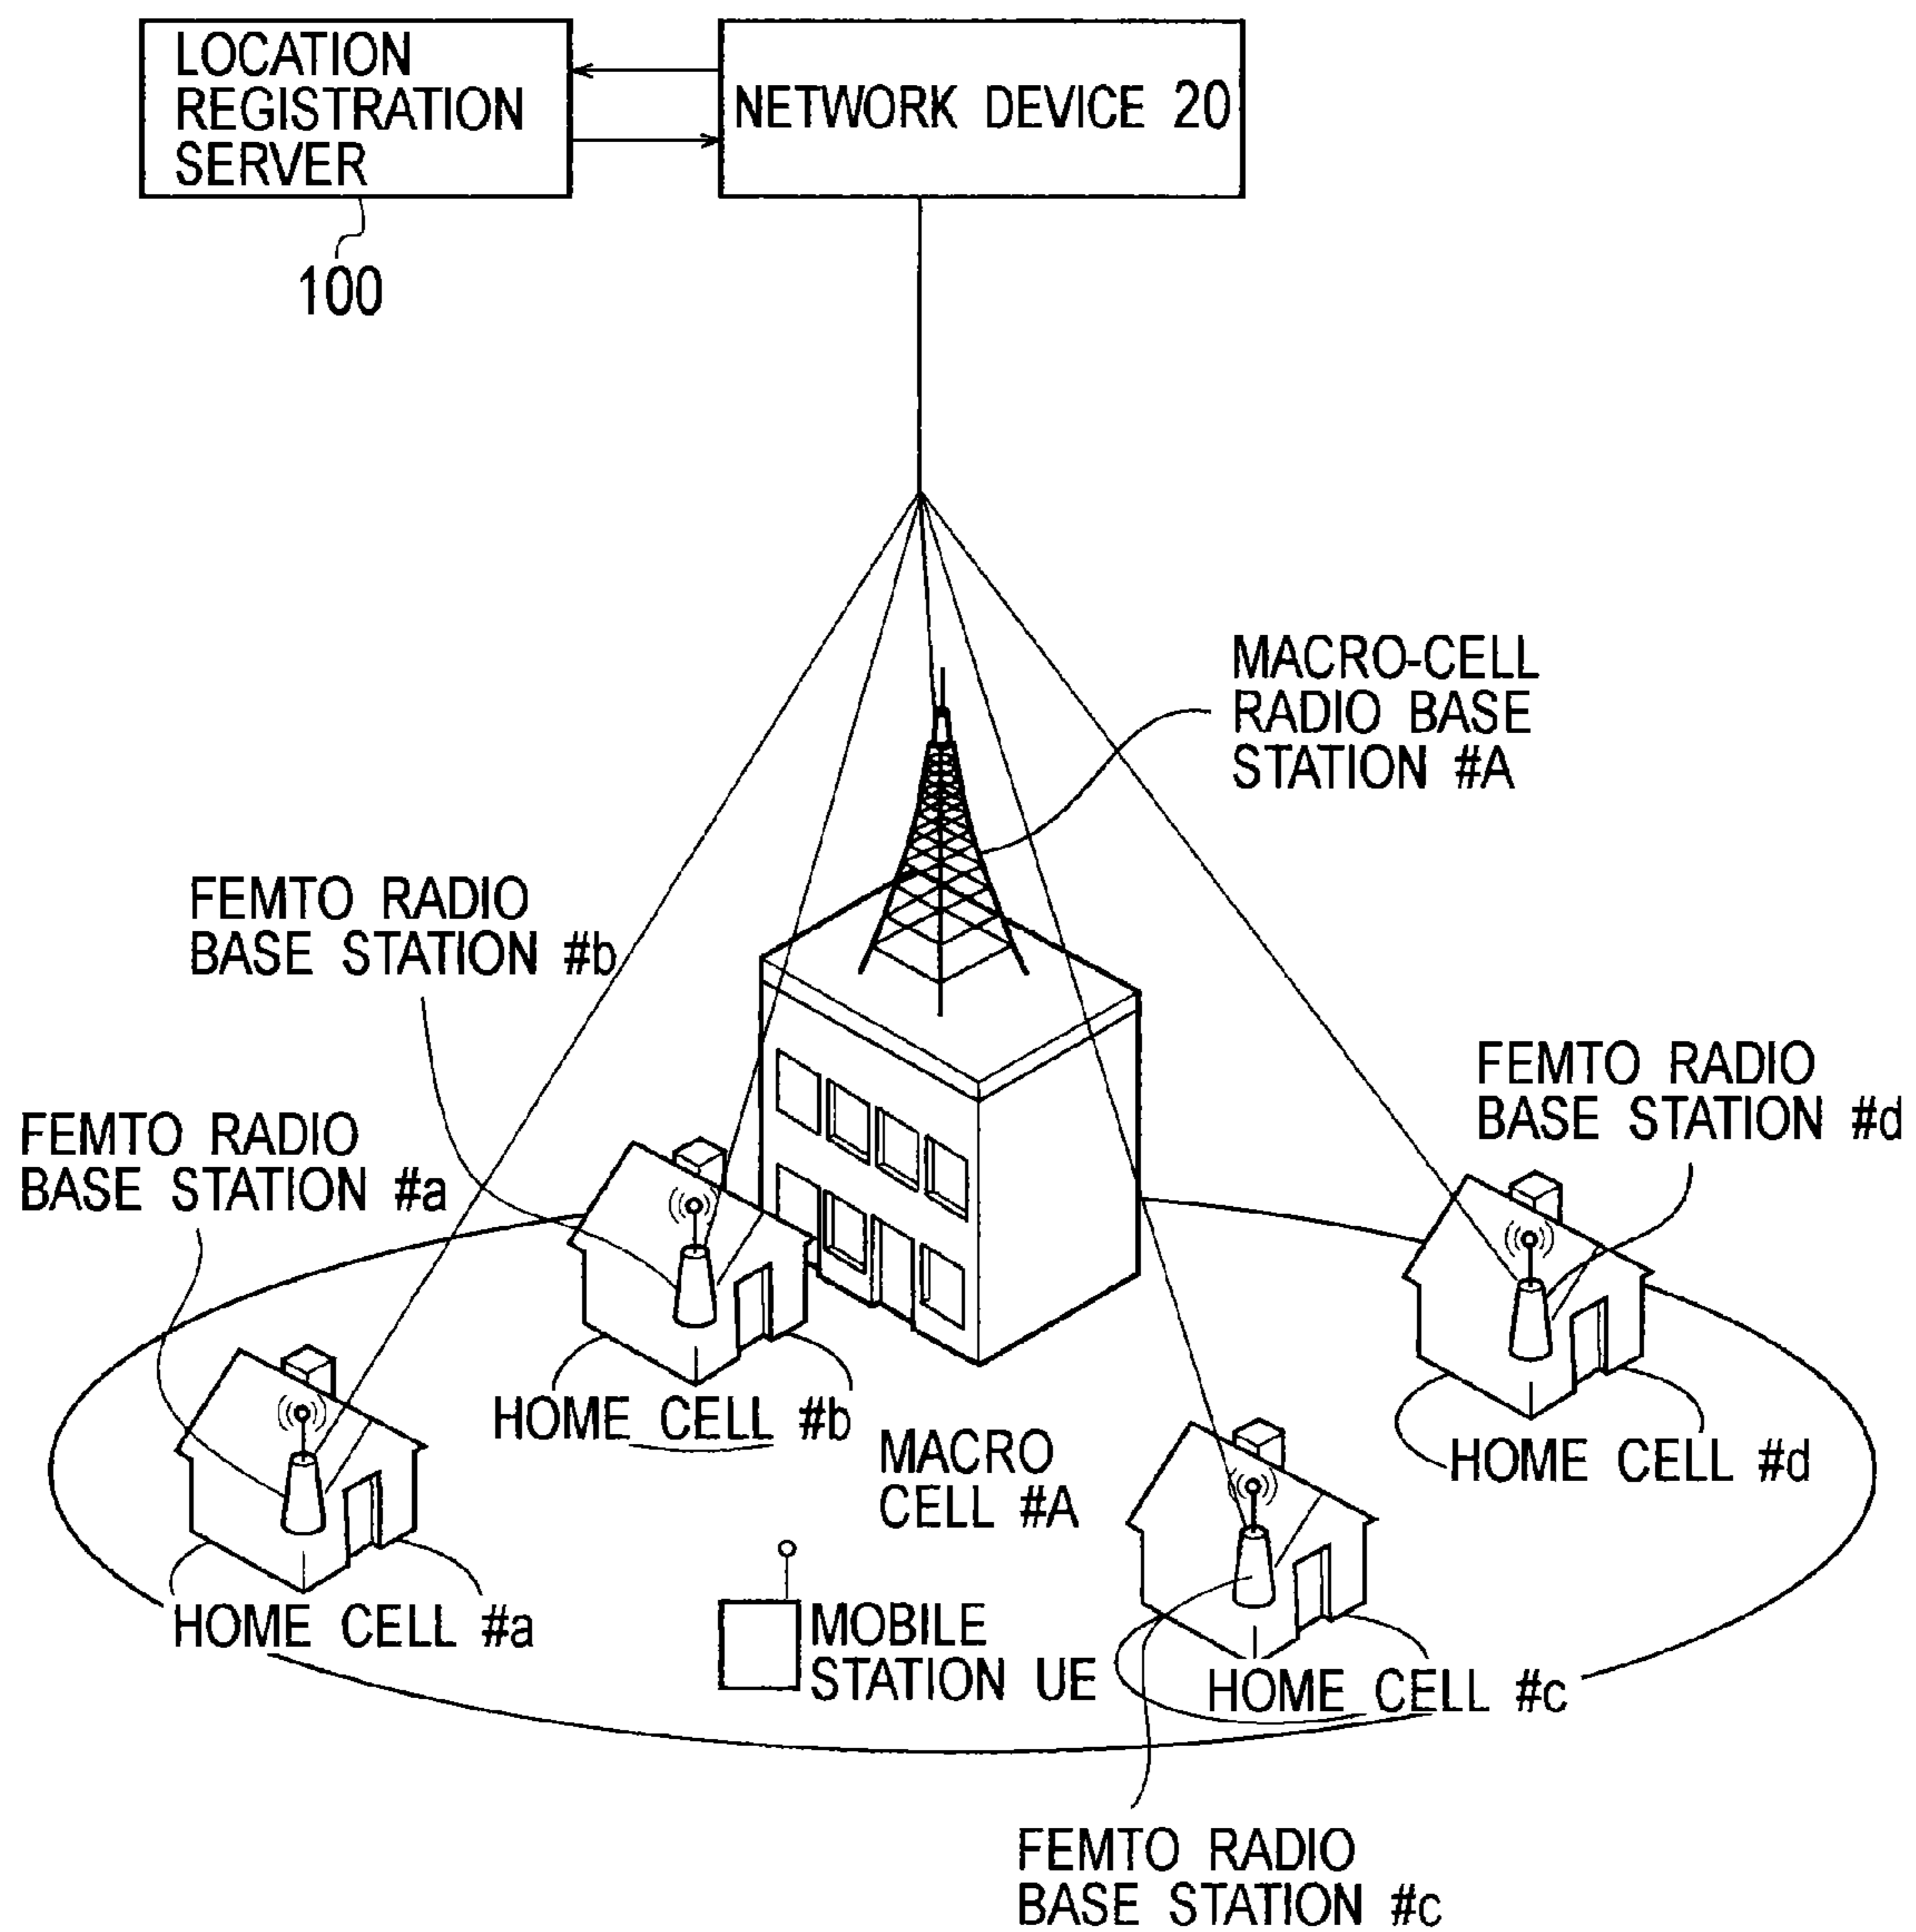 LOCATION
REGISTRATION
SERVER
NETWORK DEVICE 20
100
MACRO-CELL
RADIO BASE
STATION #A
FEMTO RADIO
BASE STATION #b
FEMTO RADIO
BASE STATION #d
FEMTO RADIO
BASE STATION #a
HOME CELL #b
MACRO
CELL #A
HOME CELL #d
HOME CELL #a
MOBILE
STATION UE
HOME CELL #c
FEMTO RADIO
BASE STATION #c